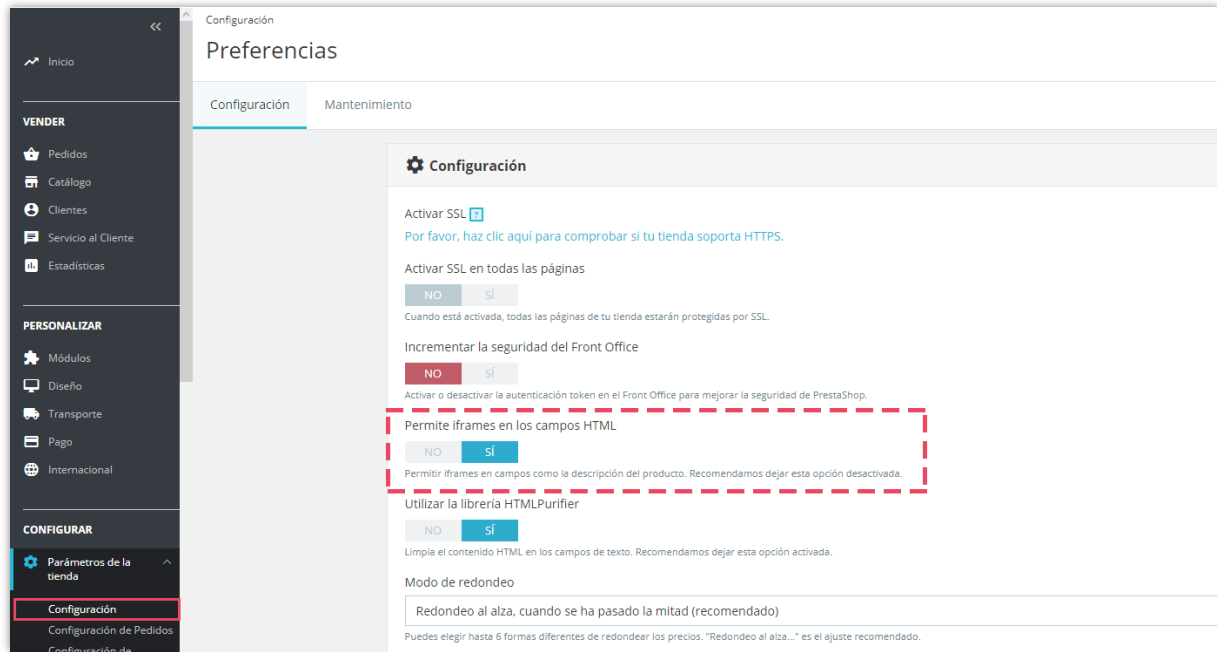 Inicio
VENDER
Pedidos
Catálogo
Clientes
Servicio al Cliente
Estadísticas
PERSONALIZAR
Módulos
Diseño
Transporte
Pago
Internacional
CONFIGURAR
Parámetros de la
tienda
Configuración
Configuración de Pedidos
Configuración de
Configuración
Preferencias
Configuración
Mantenimiento
Configuración
Activar SSL ?
Por favor, haz clic aquí para comprobar si tu tienda soporta HTTPS.
Activar SSL en todas las páginas
NO SÍ
Cuando está activada, todas las páginas de tu tienda estarán protegidas por SSL.
Incrementar la seguridad del Front Office
NO SÍ
Activar o desactivar la autenticación token en el Front Office para mejorar la seguridad de PrestaShop.
Permite iframes en los campos HTML
NO SÍ
Permitir iframes en campos como la descripción del producto. Recomendamos dejar esta opción desactivada.
Utilizar la librería HTMLPurifier
NO SÍ
Limpia el contenido HTML en los campos de texto. Recomendamos dejar esta opción activada.
Modo de redondeo
Redondeo al alza, cuando se ha pasado la mitad (recomendado)
Puedes elegir hasta 6 formas diferentes de redondear los precios. "Redondeo al alza..." es el ajuste recomendado.